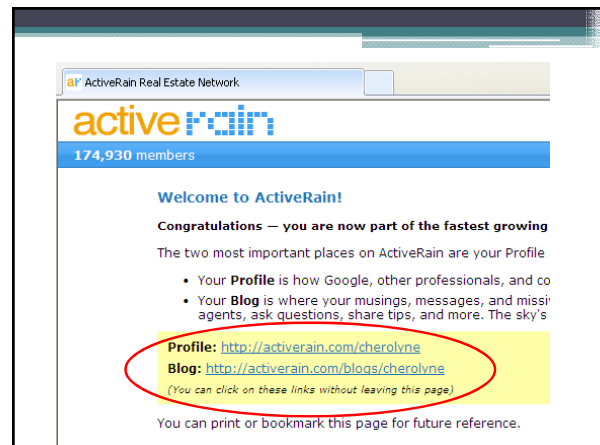 ActiveRain Real Estate Network
activerain
174,930 members
Welcome to ActiveRain!
Congratulations — you are now part of the fastest growing
The two most important places on ActiveRain are your Profile
• Your Profile is how Google, other professionals, and co
• Your Blog is where your musings, messages, and missi
agents, ask questions, share tips, and more. The sky's
Profile: http://activerain.com/cherolyne
Blog: http://activerain.com/blogs/cherolyne
(You can click on these links without leaving this page)
You can print or bookmark this page for future reference.